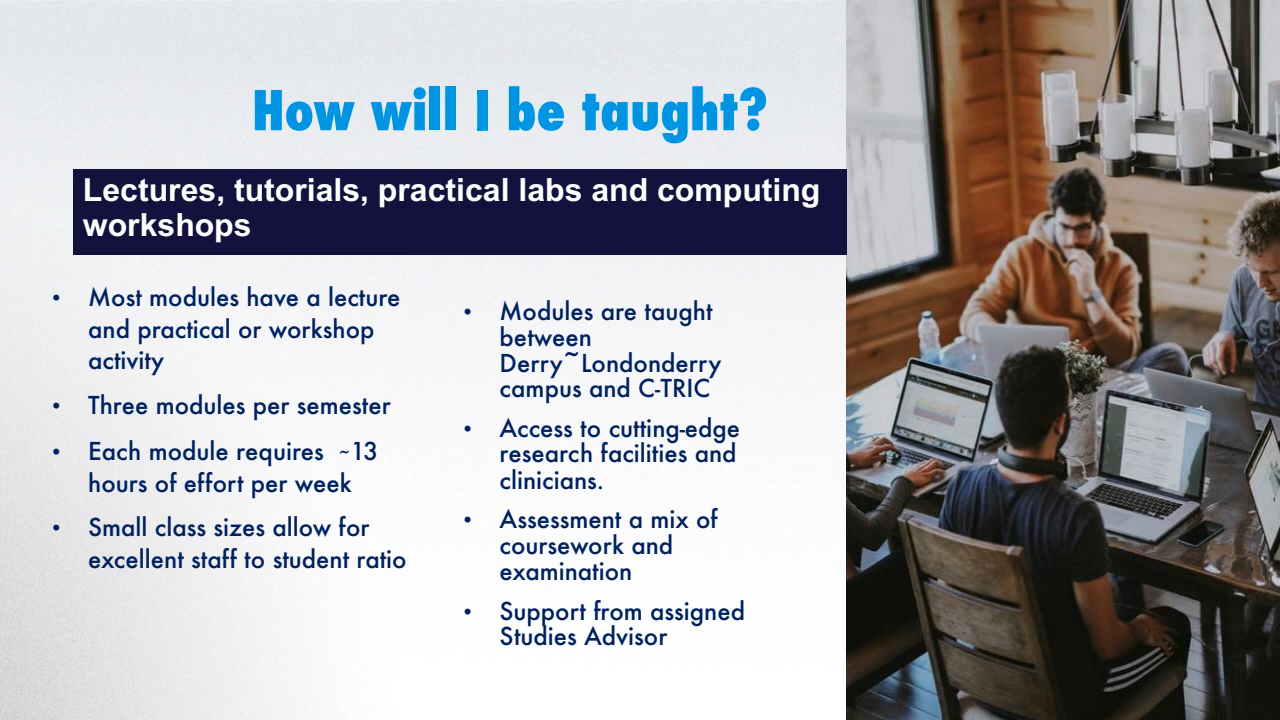 How will I be taught?
Lectures, tutorials, practical labs and computing
workshops
• Most modules have a lecture
and practical or workshop
activity
• Three modules per semester
• Each module requires ~13
hours of effort per week
• Small class sizes allow for
excellent staff to student ratio
• Modules are taught
between
Derry~Londonderry
campus and C-TRIC
• Access to cutting-edge
research facilities and
clinicians.
• Assessment a mix of
coursework and
examination
• Support from assigned
Studies Advisor